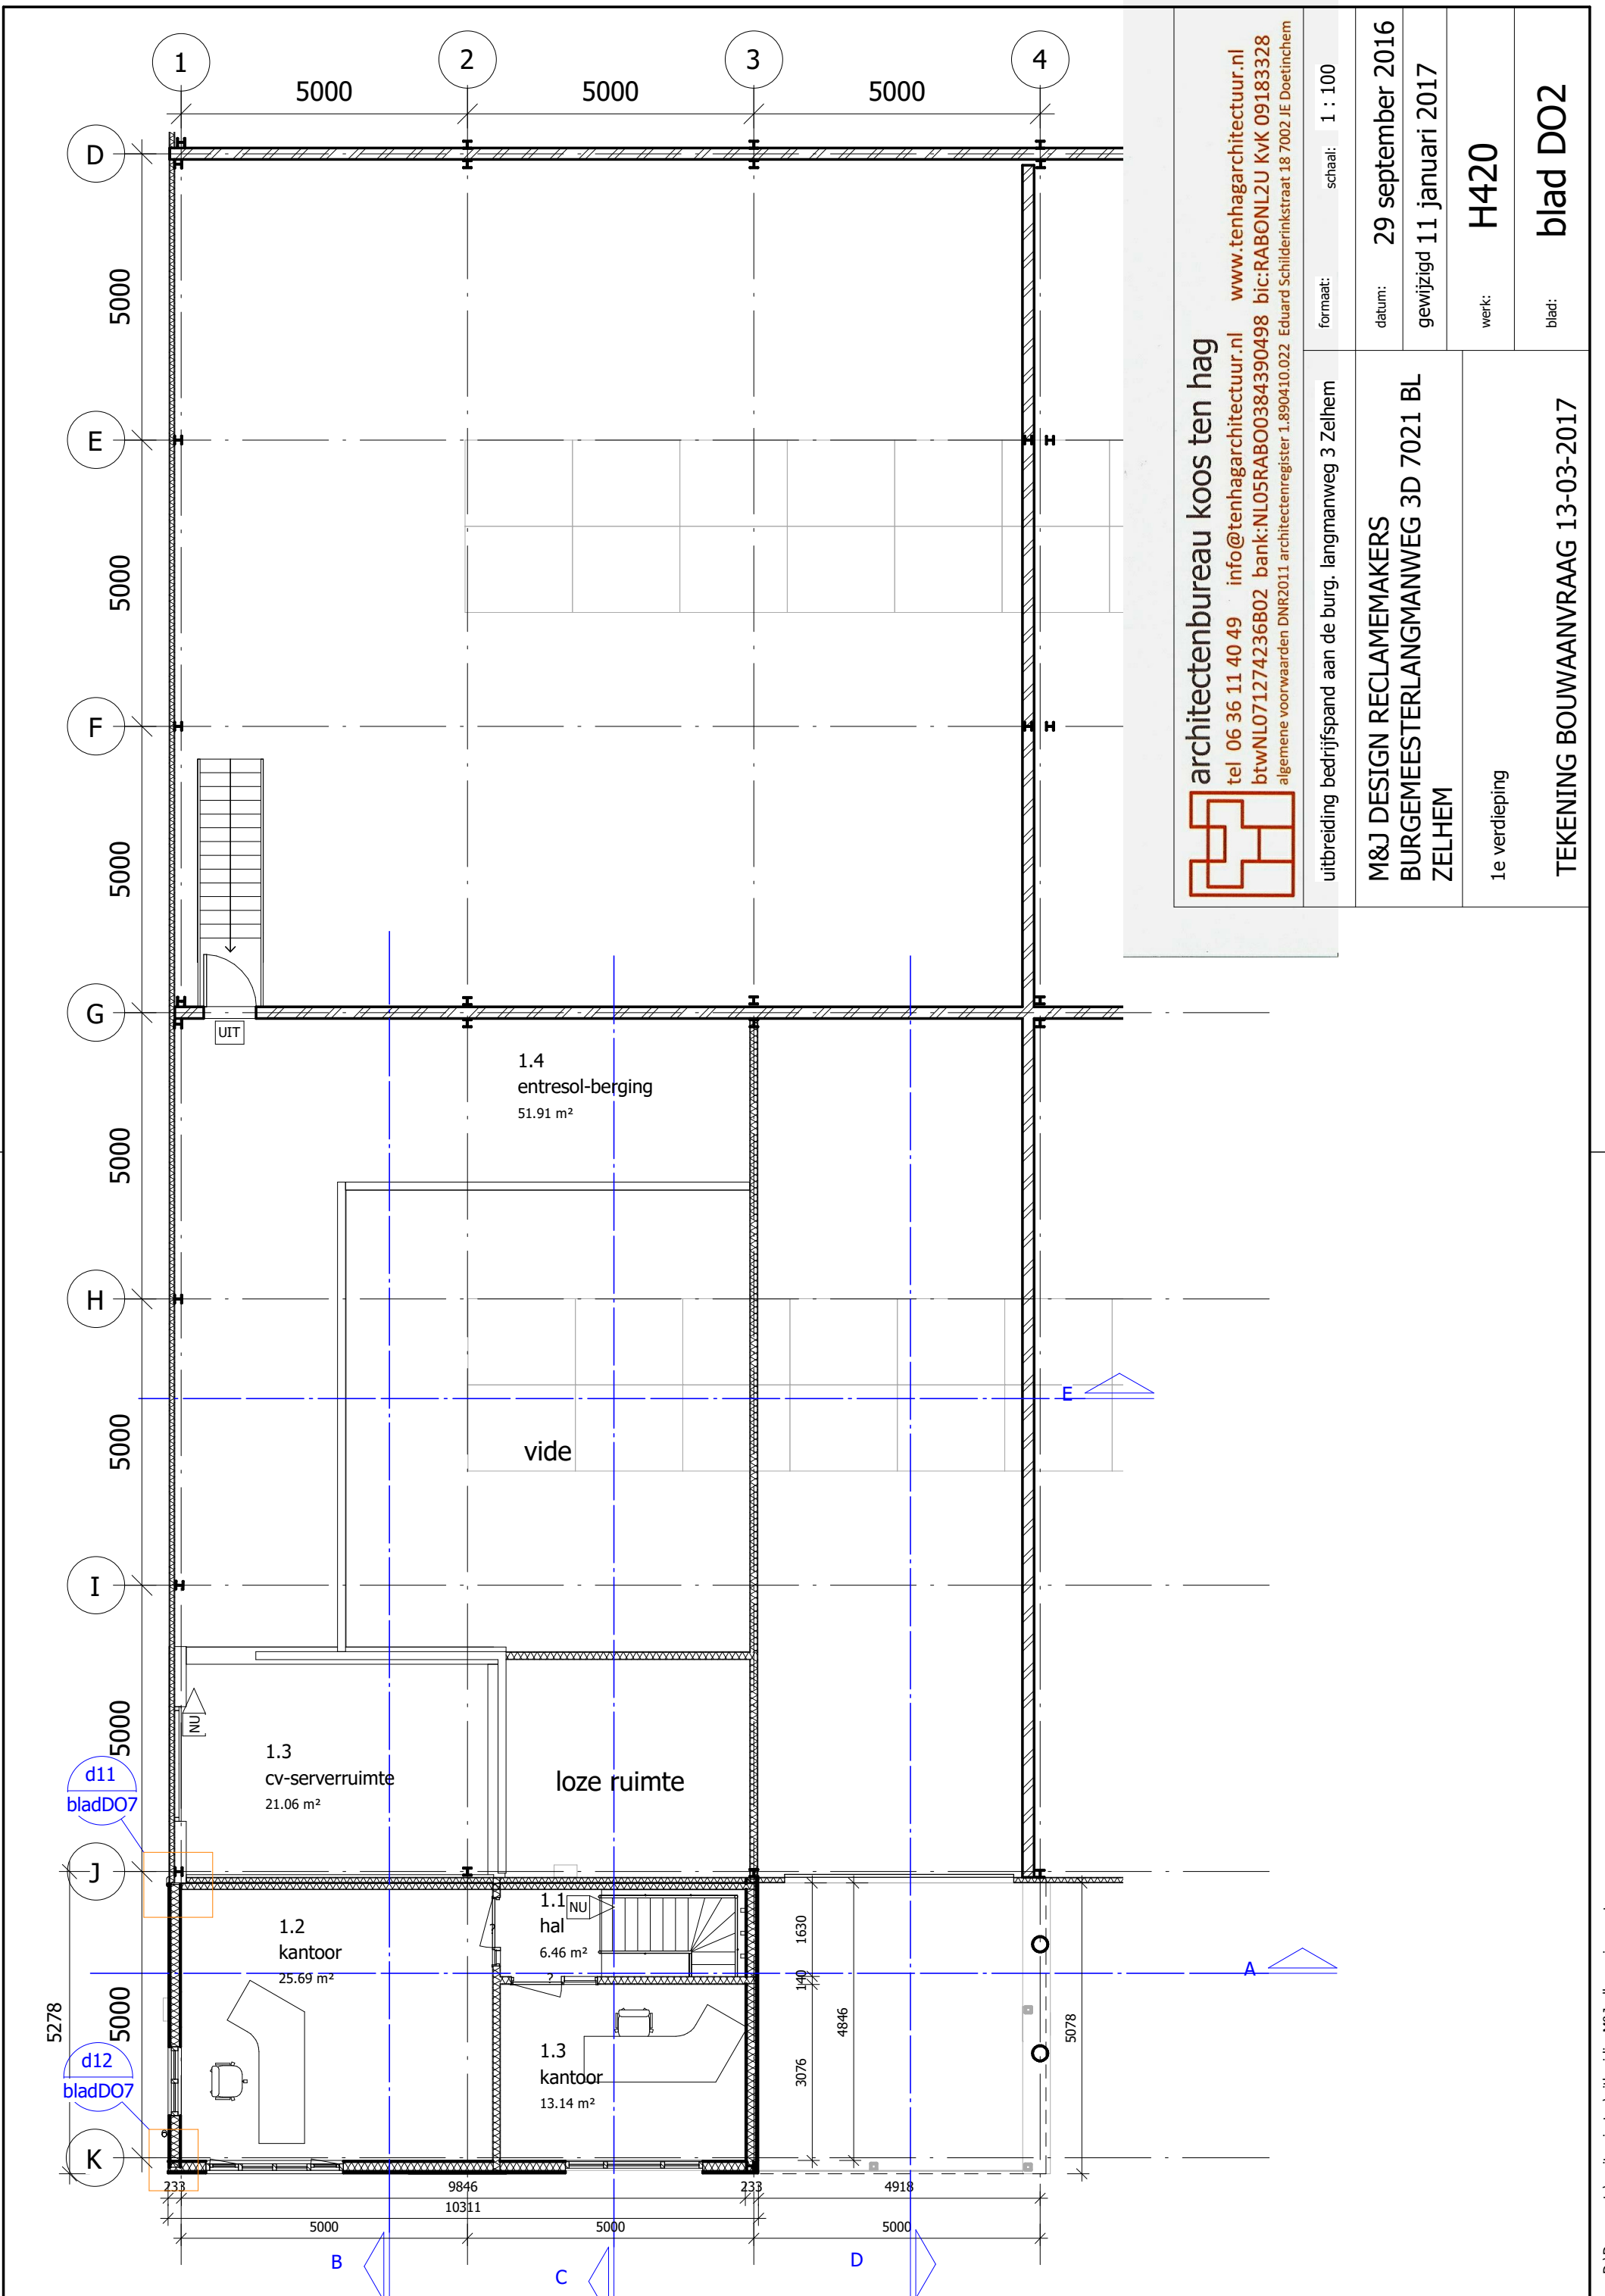 1
2
3
4
5000
5000
5000
D
E
F
G
H
I
J
K
5000
5000
5000
5000
5000
5000
5000
5278
UIT
1.4
entresol-berging
51.91 m²
vide
E
NU
1.3
cv-serverruimte
21.06 m²
loze ruimte
d11
bladDO7
1.1
NU
hal
6.46 m²
?
?
1.2
kantoor
25.69 m²
1.3
kantoor
13.14 m²
d12
bladDO7
1630
140
3076
4846
5078
A
233
9846
233
4918
10311
5000
5000
5000
B
C
D
architectenbureau koos ten hag
tel 06 36 11 40 49 info@tenhagarchitectuur.nl www.tenhagarchitectuur.nl
btwNL071274236B02 bank:NL05RABO0384390498 bic:RABONL2U KvK 09183328
algemene voorwaarden DNR2011 architectenregister 1.890410.022 Eduard Schilderinkstraat 18 7002 JE Doetinchem
uitbreiding bedrijfspand aan de burg. langmanweg 3 Zelhem
formaat:
schaal: 1 : 100
M&J DESIGN RECLAMEMAKERS
BURGEMEESTERLANGMANWEG 3D 7021 BL
ZELHEM
datum: 29 september 2016
gewijzigd 11 januari 2017
1e verdieping
werk: H420
TEKENING BOUWAANVRAAG 13-03-2017
blad: blad DO2